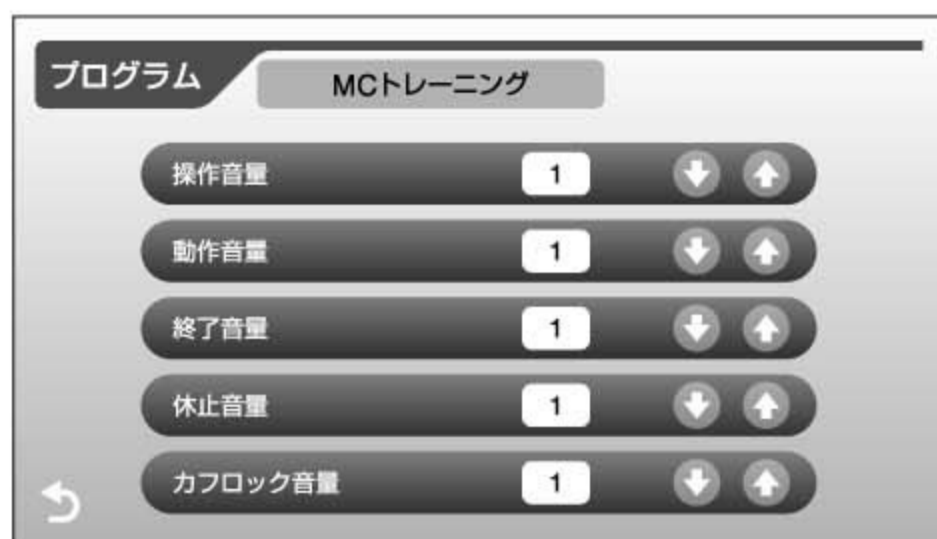 プログラム
MCトレーニング
操作音量 1
動作音量 1
終了音量 1
休止音量 1
カフロック音量 1